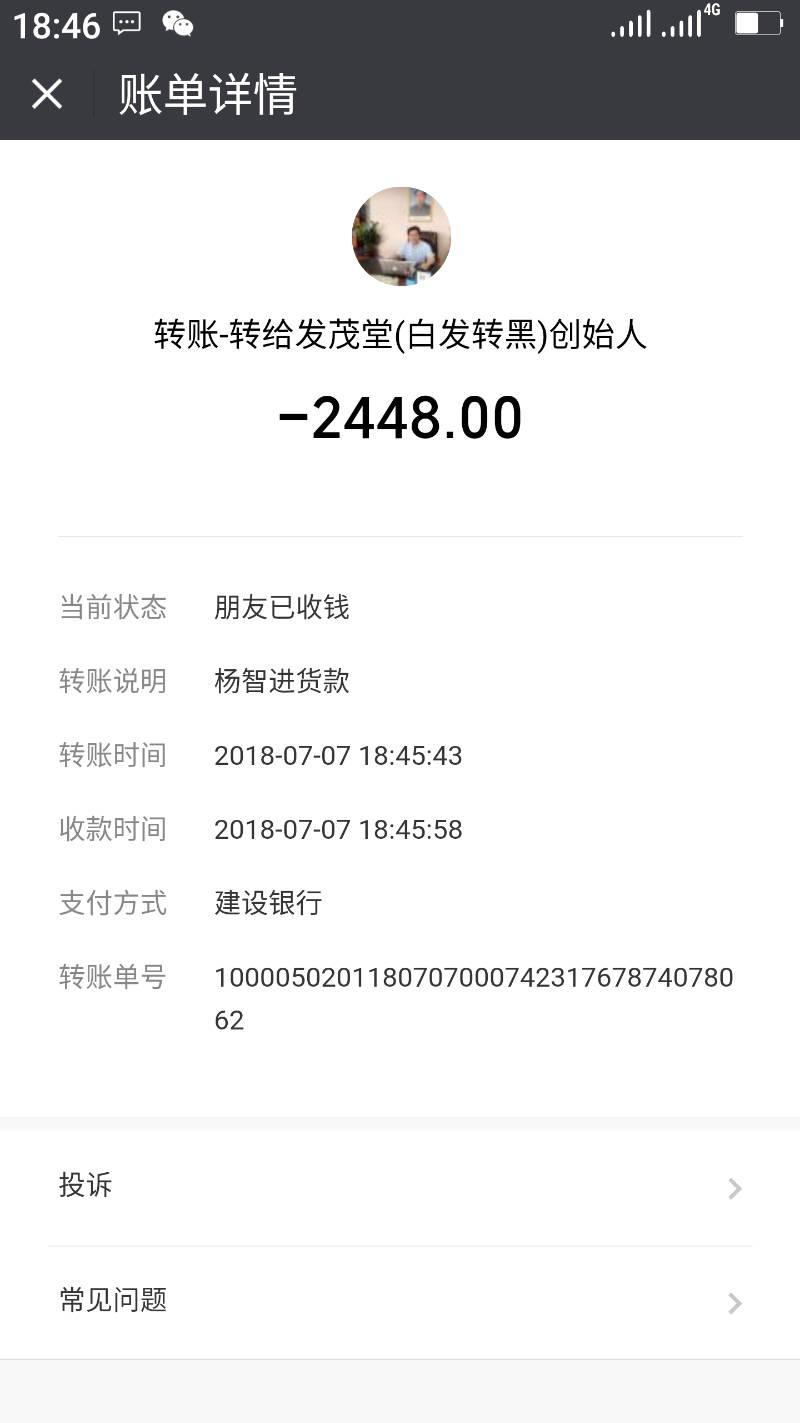 18:46
4G
账单详情
转账-转给发茂堂(白发转黑)创始人
-2448.00
当前状态 朋友已收钱
转账说明 杨智进货款
转账时间 2018-07-07 18:45:43
收款时间 2018-07-07 18:45:58
支付方式 建设银行
转账单号 100005020118070700074231767874078​0
62
投诉
常见问题